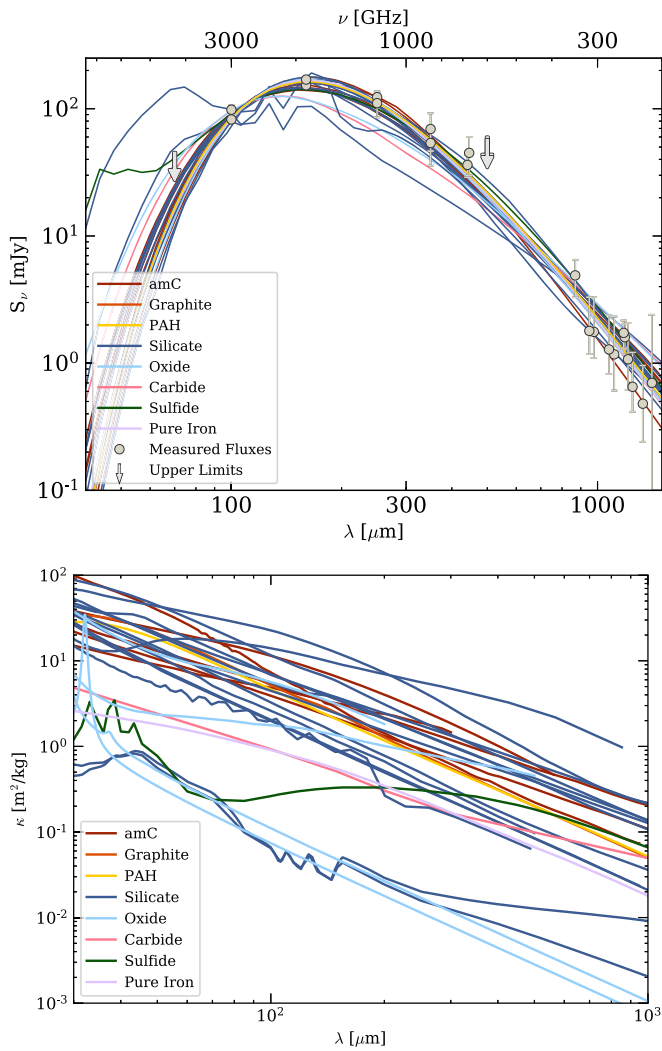 ν [GHz]
3000 1000 300
10²
10¹
10⁰
10⁻¹
S_ν [mJy]
amC
Graphite
PAH
Silicate
Oxide
Carbide
Sulfide
Pure Iron
Measured Fluxes
Upper Limits
100 300 1000
λ [μm]
10²
10¹
10⁰
10⁻¹
10⁻²
10⁻³
κ [m²/kg]
amC
Graphite
PAH
Silicate
Oxide
Carbide
Sulfide
Pure Iron
10² 10³
λ [μm]